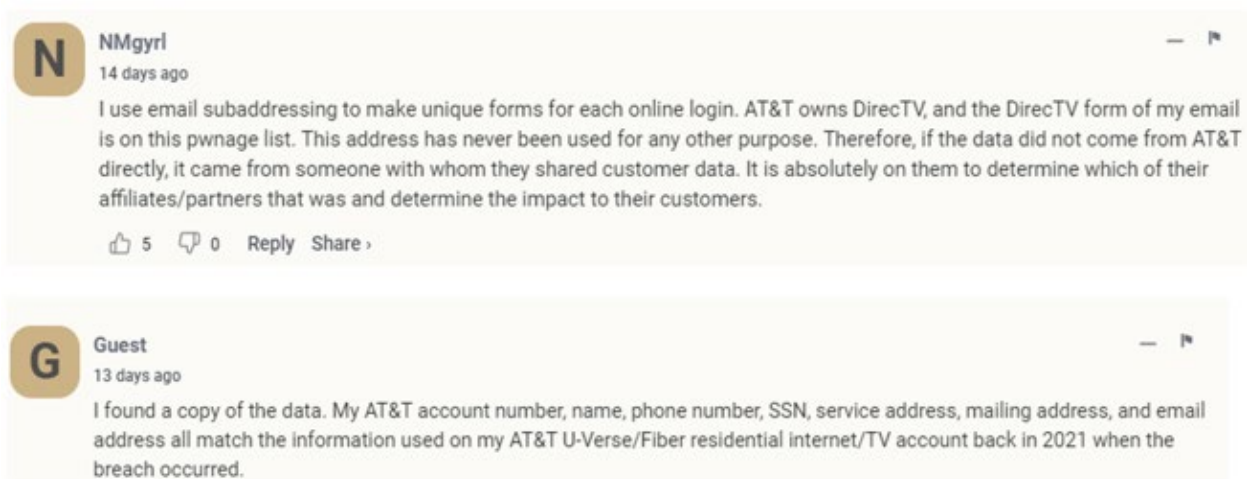 N
NMgyrl
14 days ago
I use email subaddressing to make unique forms for each online login. AT&T owns DirecTV, and the DirecTV form of my email
is on this pwnage list. This address has never been used for any other purpose. Therefore, if the data did not come from AT&T
directly, it came from someone with whom they shared customer data. It is absolutely on them to determine which of their
affiliates/partners that was and determine the impact to their customers.
5 0 Reply Share ›
G
Guest
13 days ago
I found a copy of the data. My AT&T account number, name, phone number, SSN, service address, mailing address, and email
address all match the information used on my AT&T U-Verse/Fiber residential internet/TV account back in 2021 when the
breach occurred.